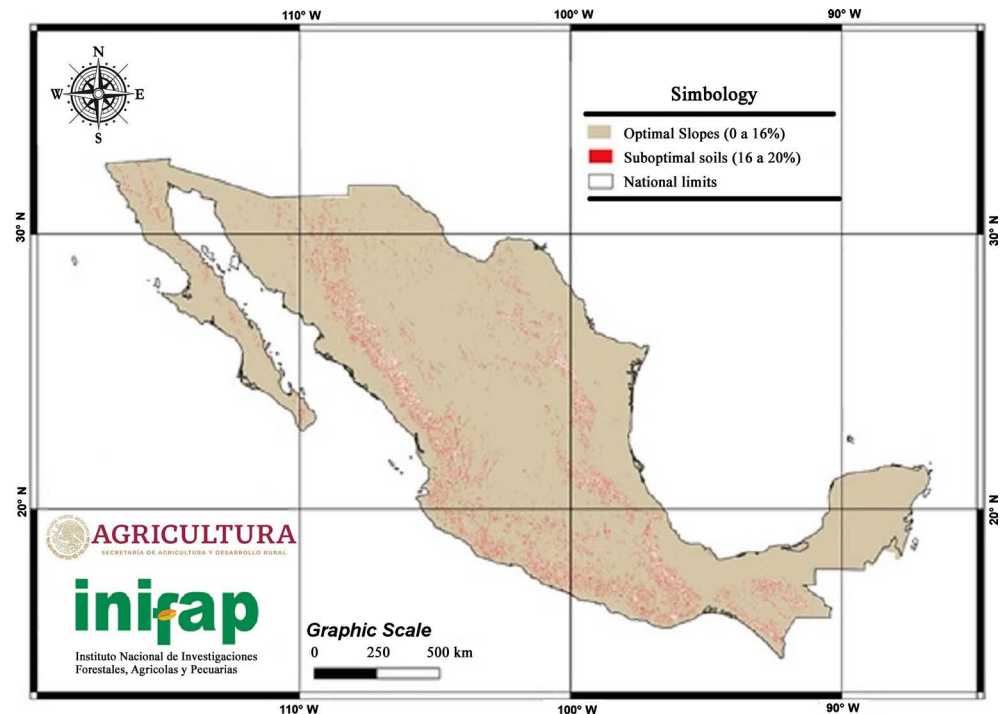 110° W
100° W
90° W
N
W
E
S
Simbology
Optimal Slopes (0 a 16%)
Suboptimal soils (16 a 20%)
National limits
30° N
30° N
20° N
20° N
AGRICULTURA
SECRETARÍA DE AGRICULTURA Y DESARROLLO RURAL
inifap
Instituto Nacional de Investigaciones
Forestales, Agricolas y Pecuarias
Graphic Scale
0 250 500 km
110° W
100° W
90° W